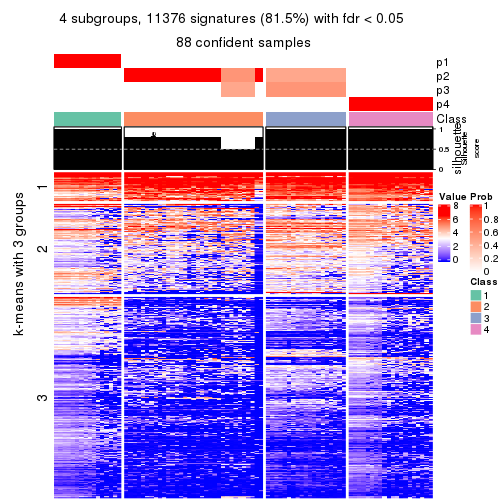 4 subgroups, 11376 signatures (81.5%) with fdr < 0.05
88 confident samples
p1
p2
p3
p4
Class
1
0.5
0
silhouette
Silhouette
score
k-means with 3 groups
1
2
3
Value
8
6
4
2
0
Prob
1
0.8
0.6
0.4
0.2
0
Class
1
2
3
4